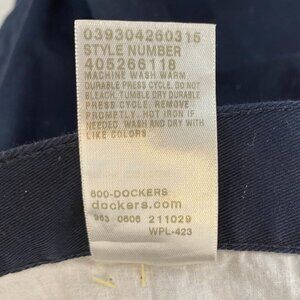 039304260315
STYLE NUMBER
405266118
MACHINE WASH WARM,
DURABLE PRESS CYCLE. DO NOT
BLEACH. TUMBLE DRY DURABLE
PRESS CYCLE. REMOVE
PROMPTLY. HOT IRON IF
NEEDED. WASH AND DRY WITH
LIKE COLORS
800-DOCKERS
dockers.com
963 0606 211029
WPL-423